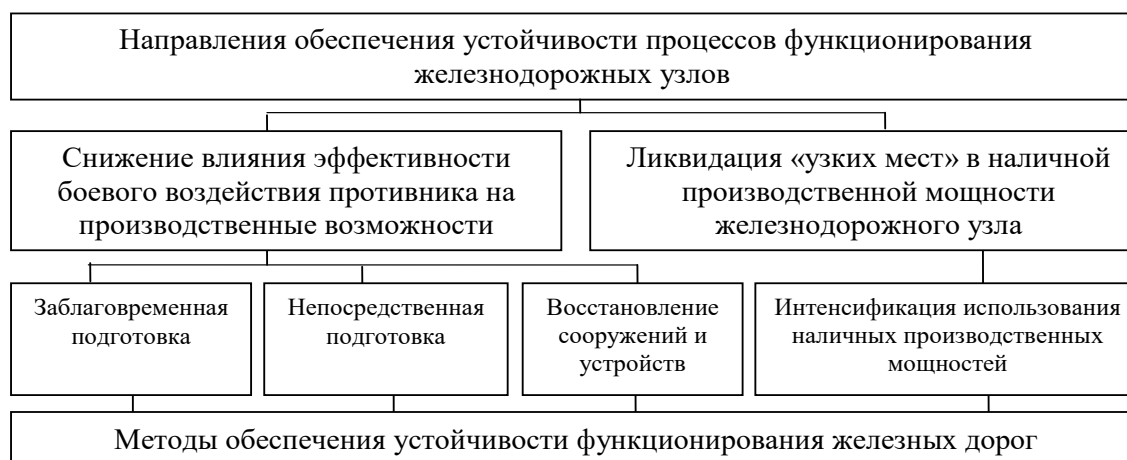 Направления обеспечения устойчивости процессов функционирования
железнодорожных узлов
Снижение влияния эффективности
боевого воздействия противника на
производственные возможности
Ликвидация «узких мест» в наличной
производственной мощности
железнодорожного узла
Заблаговременная
подготовка
Непосредственная
подготовка
Восстановление
сооружений и
устройств
Интенсификация использования
наличных производственных
мощностей
Методы обеспечения устойчивости функционирования железных дорог